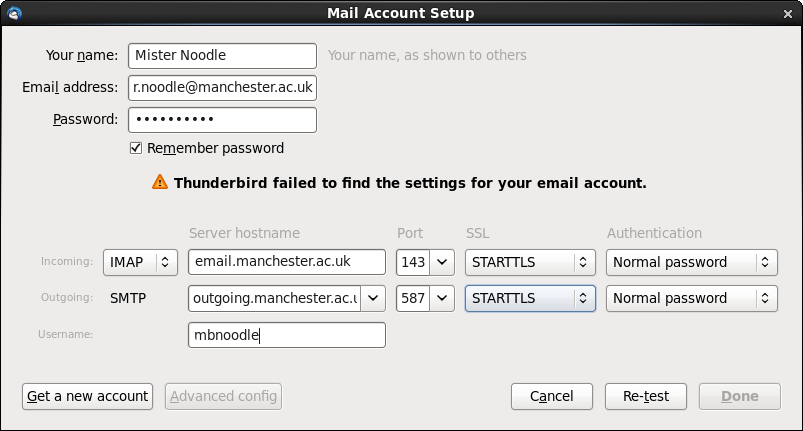 Mail Account Setup
Your name: Mister Noodle Your name, as shown to others
Email address: r.noodle@manchester.ac.uk
Password: ••••••••••
Remember password
Thunderbird failed to find the settings for your email account.
Server hostname Port SSL Authentication
Incoming: IMAP email.manchester.ac.uk 143 STARTTLS Normal password
Outgoing: SMTP outgoing.manchester.ac.u 587 STARTTLS Normal password
Username: mbnoodle
Get a new account Advanced config Cancel Re-test Done